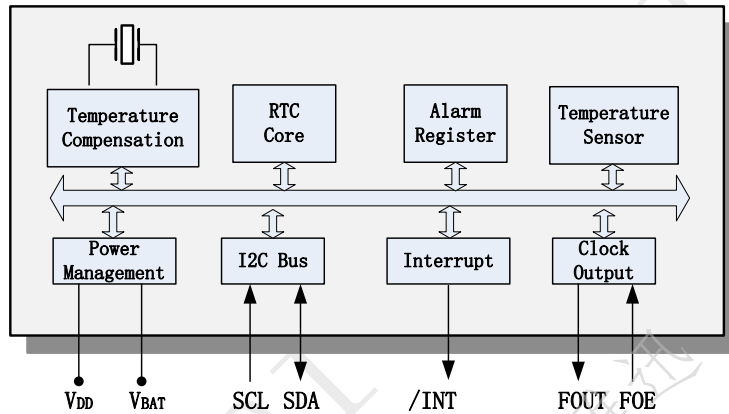 Temperature
Compensation
RTC
Core
Alarm
Register
Temperature
Sensor
Power
Management
I2C Bus
Interrupt
Clock
Output
VDD
VBAT
SCL
SDA
/INT
FOUT
FOE